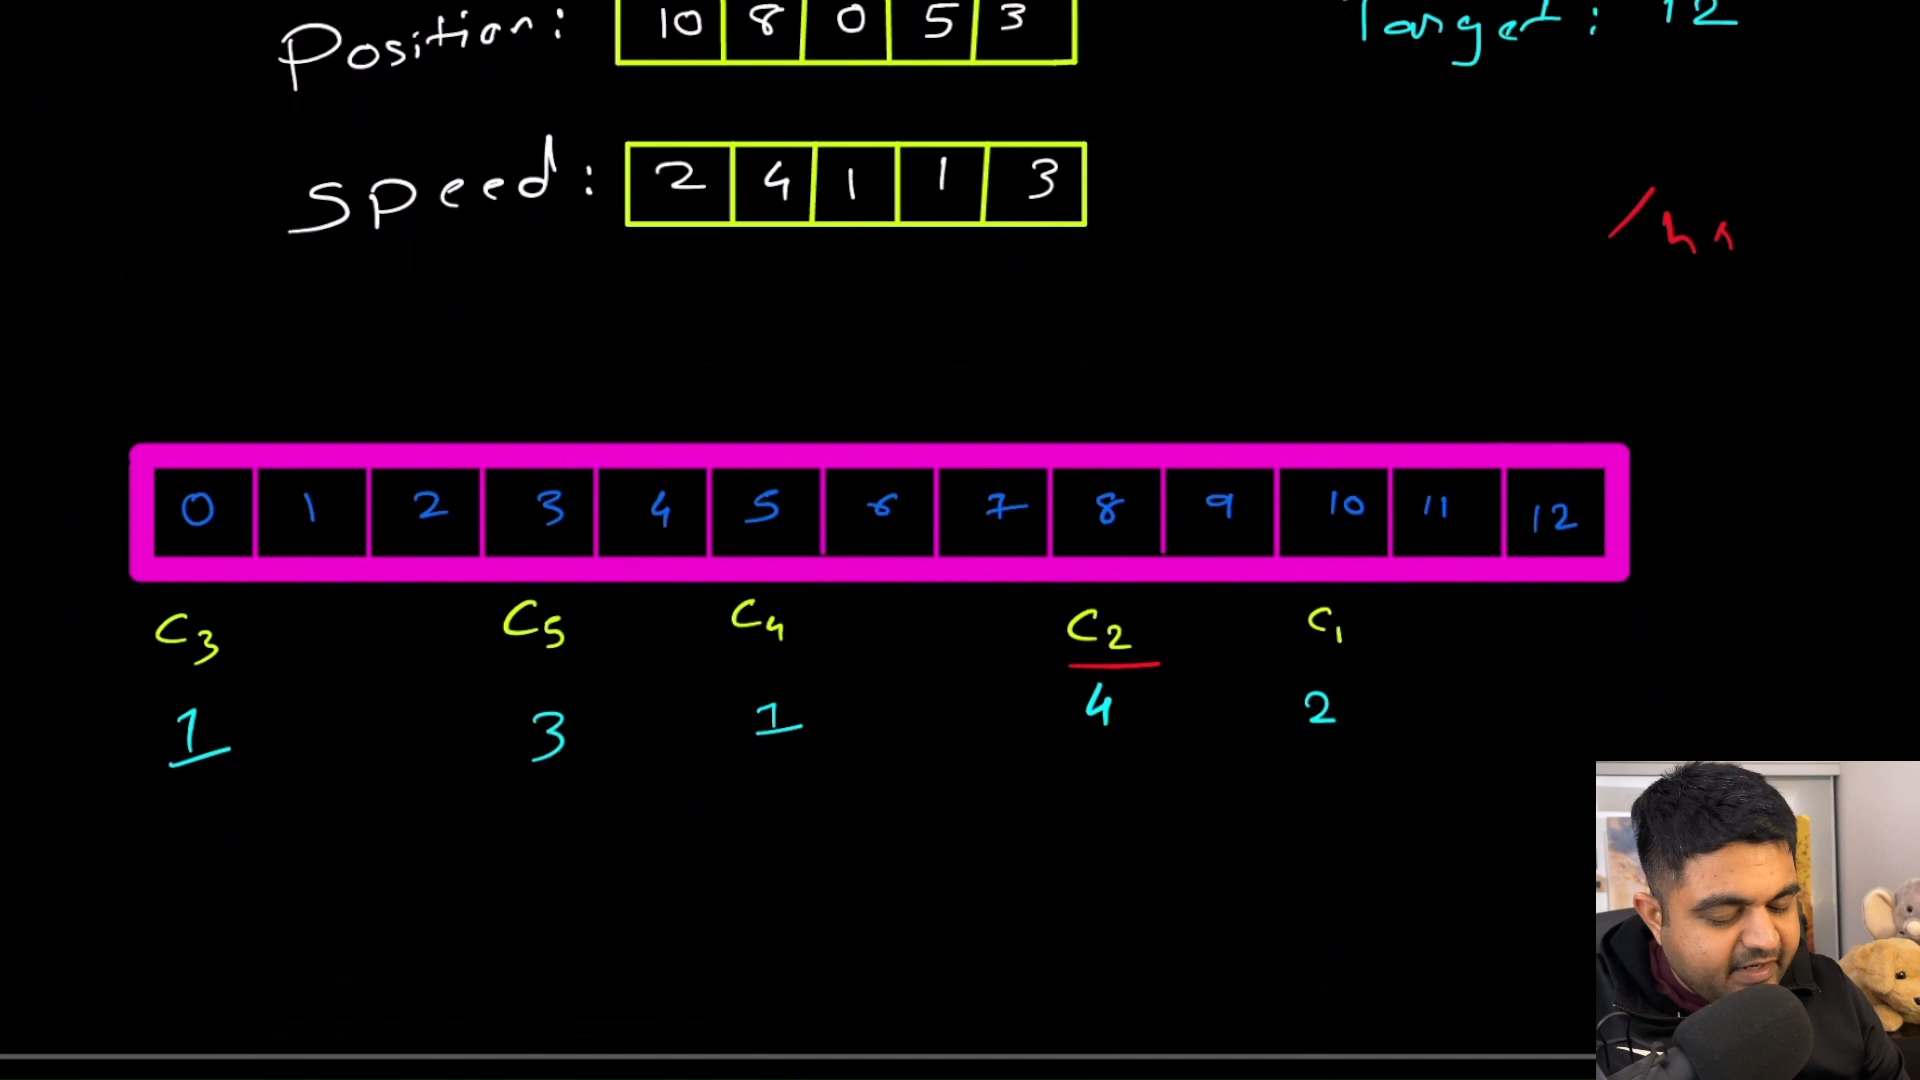 Position: 10 8 0 5 3 Target: 12
Speed: 2 4 1 1 3
/hr
0 1 2 3 4 5 6 7 8 9 10 11 12
C3 C5 C4 C2 C1
1 3 1 4 2